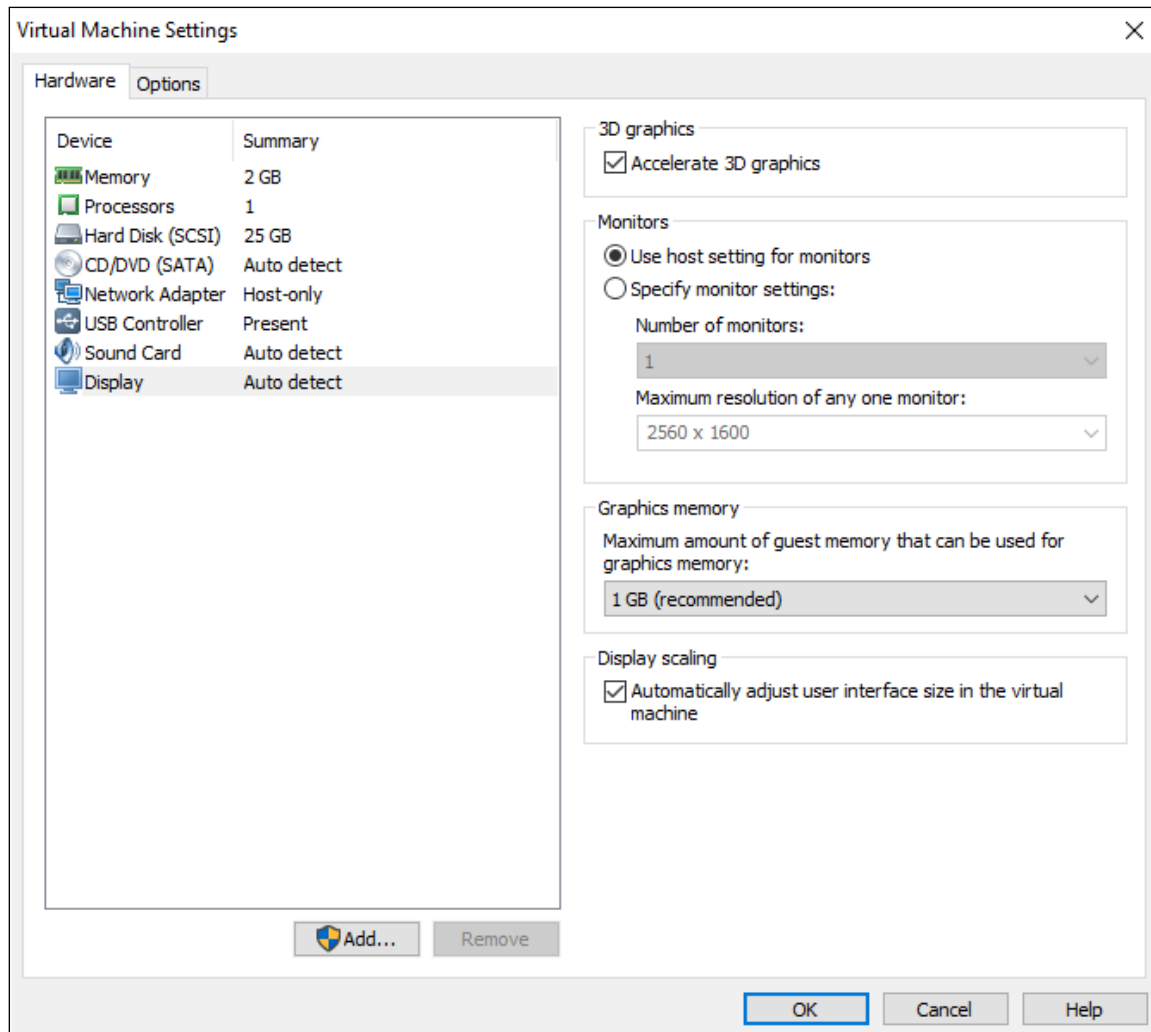 Virtual Machine Settings
Hardware Options
Device Summary
Memory 2 GB
Processors 1
Hard Disk (SCSI) 25 GB
CD/DVD (SATA) Auto detect
Network Adapter Host-only
USB Controller Present
Sound Card Auto detect
Display Auto detect
Add... Remove
3D graphics
Accelerate 3D graphics
Monitors
Use host setting for monitors
Specify monitor settings:
Number of monitors:
1
Maximum resolution of any one monitor:
2560 x 1600
Graphics memory
Maximum amount of guest memory that can be used for
graphics memory:
1 GB (recommended)
Display scaling
Automatically adjust user interface size in the virtual
machine
OK Cancel Help